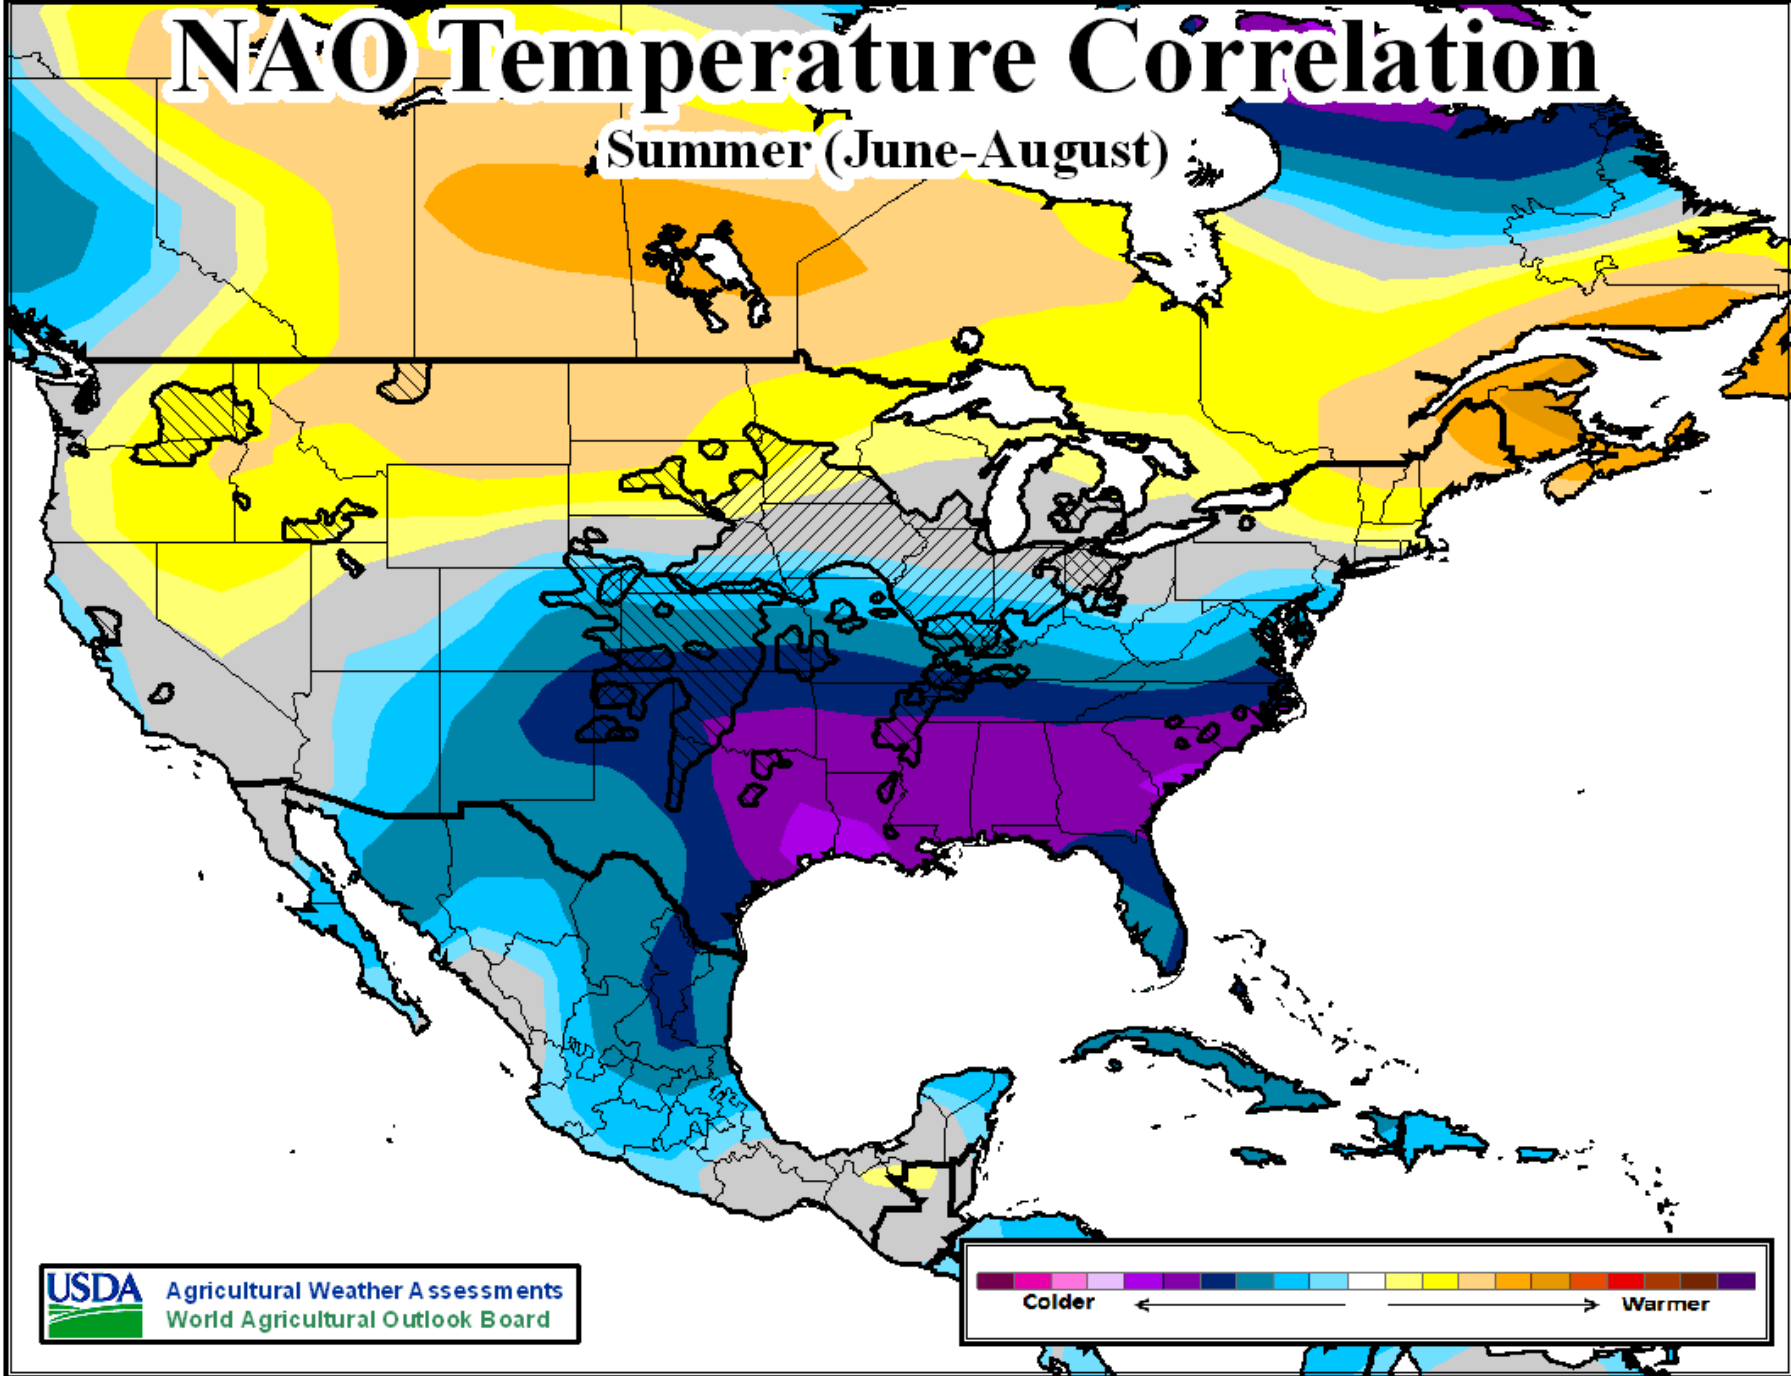 NAO Temperature Correlation
Summer (June-August)
USDA
Agricultural Weather Assessments
World Agricultural Outlook Board
Colder
Warmer